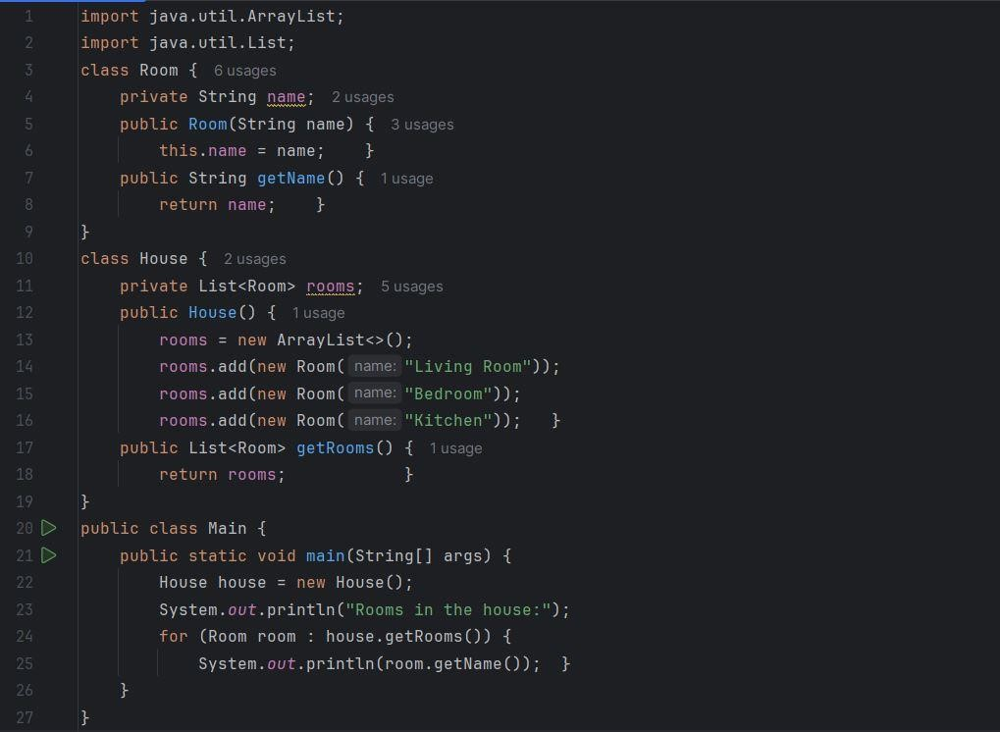 1 import java.util.ArrayList;
2 import java.util.List;
3 class Room { 6 usages
4 private String name; 2 usages
5 public Room(String name) { 3 usages
6 this.name = name; }
7 public String getName() { 1 usage
8 return name; }
9 }
10 class House { 2 usages
11 private List<Room> rooms; 5 usages
12 public House() { 1 usage
13 rooms = new ArrayList<>();
14 rooms.add(new Room( name: "Living Room"));
15 rooms.add(new Room( name: "Bedroom"));
16 rooms.add(new Room( name: "Kitchen")); }
17 public List<Room> getRooms() { 1 usage
18 return rooms; }
19 }
20 public class Main {
21 public static void main(String[] args) {
22 House house = new House();
23 System.out.println("Rooms in the house:");
24 for (Room room : house.getRooms()) {
25 System.out.println(room.getName()); }
26 }
27 }